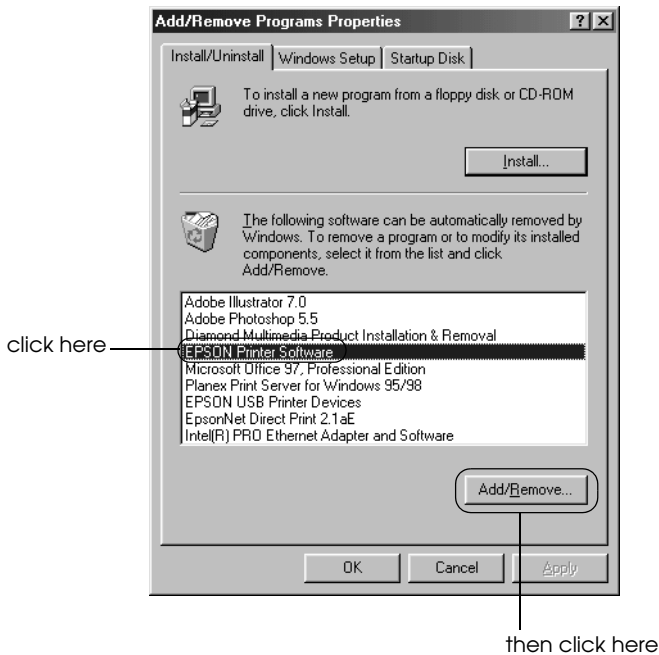 Add/Remove Programs Properties
Install/Uninstall
Windows Setup
Startup Disk
To install a new program from a floppy disk or CD-ROM
drive, click Install.
Install...
The following software can be automatically removed by
Windows. To remove a program or to modify its installed
components, select it from the list and click
Add/Remove.
Adobe Illustrator 7.0
Adobe Photoshop 5.5
Diamond Multimedia Product Installation & Removal
click here
EPSON Printer Software
Microsoft Office 97, Professional Edition
Planex Print Server for Windows 95/98
EPSON USB Printer Devices
EpsonNet Direct Print 2.1aE
Intel(R) PRO Ethernet Adapter and Software
Add/Remove...
OK
Cancel
Apply
then click here